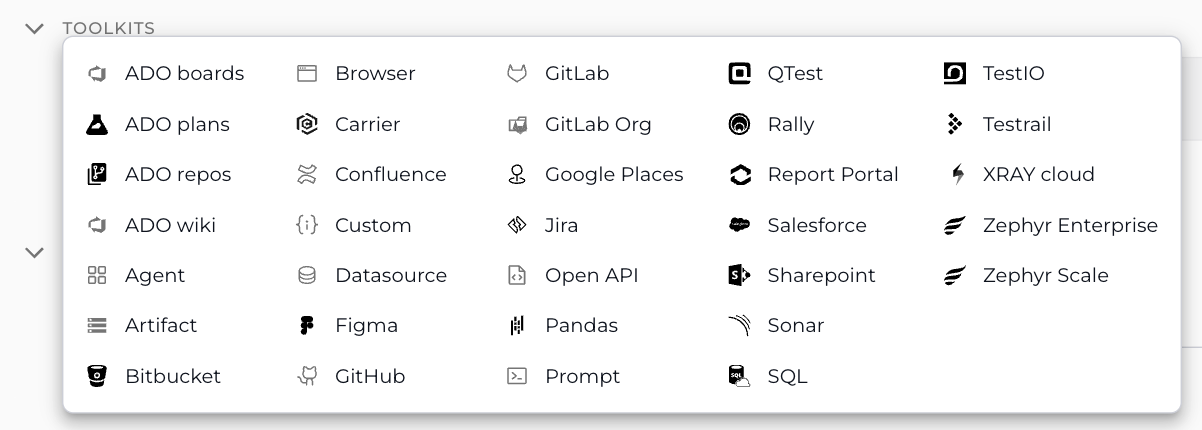 TOOLKITS
ADO boards
ADO plans
ADO repos
ADO wiki
Agent
Artifact
Bitbucket
Browser
Carrier
Confluence
Custom
Datasource
Figma
GitHub
GitLab
GitLab Org
Google Places
Jira
Open API
Pandas
Prompt
QTest
Rally
Report Portal
Salesforce
Sharepoint
Sonar
SQL
TestIO
Testrail
XRAY cloud
Zephyr Enterprise
Zephyr Scale